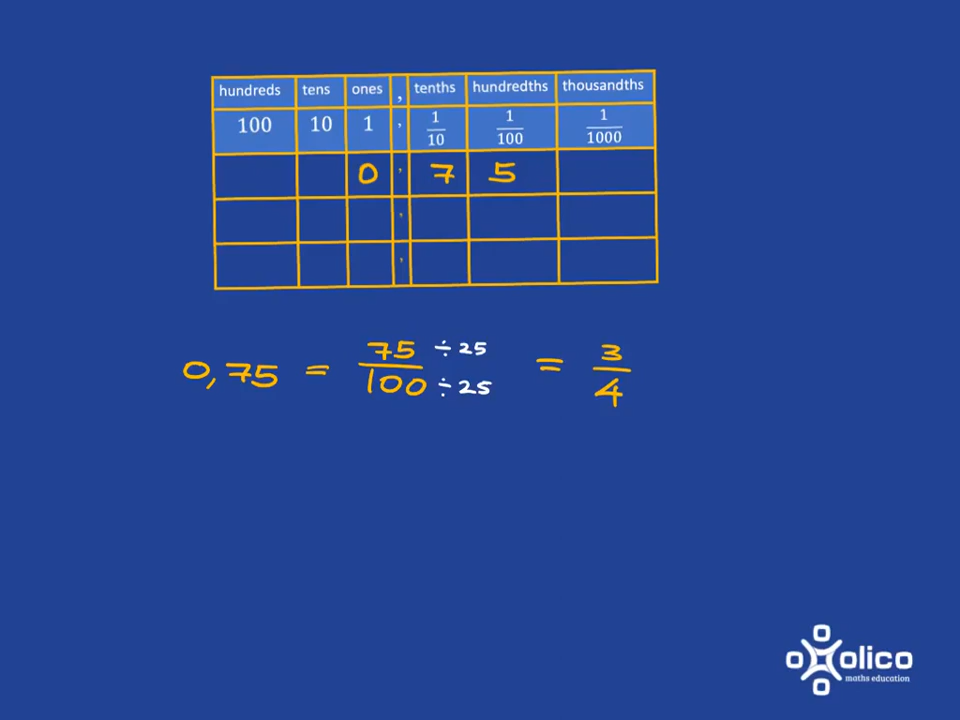 hundreds tens ones , tenths hundredths thousandths
100 10 1 , 1/10 1/100 1/1000
0 , 7 5
,
,
0,75 = 75/100 ÷25 ÷25 = 3/4
olico
maths education